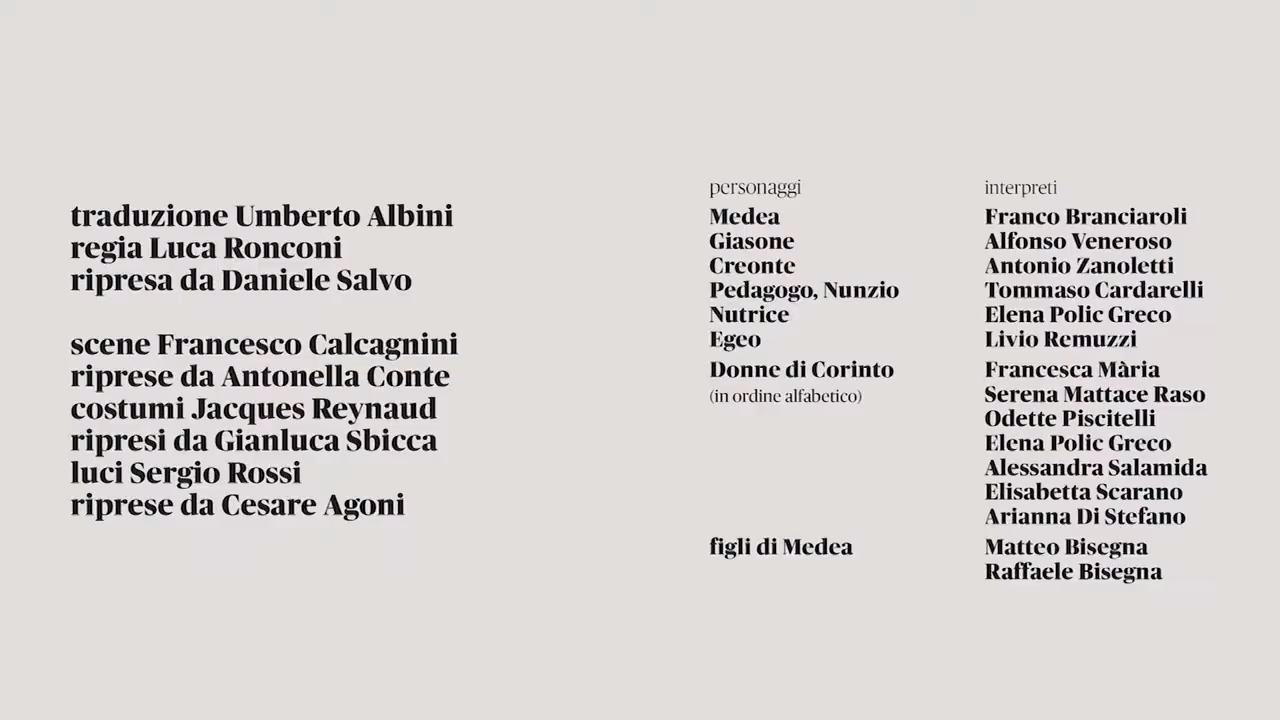 traduzione Umberto Albini
regia Luca Ronconi
ripresa da Daniele Salvo
scene Francesco Calcagnini
riprese da Antonella Conte
costumi Jacques Reynaud
ripresi da Gianluca Sbicca
luci Sergio Rossi
riprese da Cesare Agoni
personaggi interpreti
Medea Franco Branciaroli
Giasone Alfonso Veneroso
Creonte Antonio Zanoletti
Pedagogo, Nunzio Tommaso Cardarelli
Nutrice Elena Polic Greco
Egeo Livio Remuzzi
Donne di Corinto Francesca Mària
(in ordine alfabetico) Serena Mattace Raso
Odette Piscitelli
Elena Polic Greco
Alessandra Salamida
Elisabetta Scarano
Arianna Di Stefano
figli di Medea Matteo Bisegna
Raffaele Bisegna